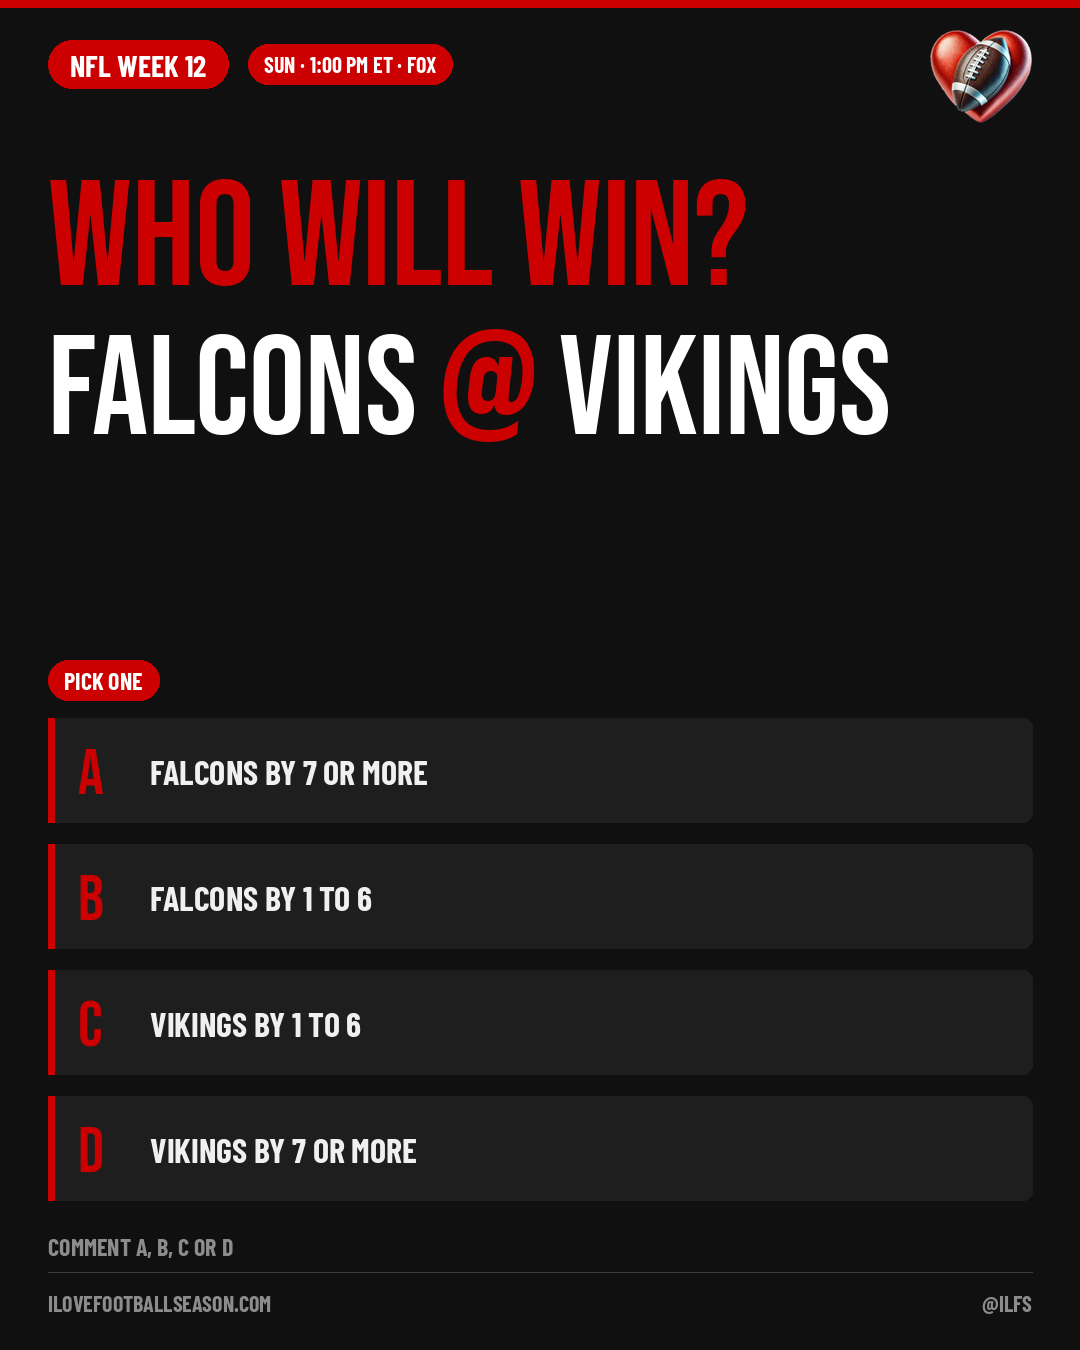 NFL WEEK 12
SUN · 1:00 PM ET · FOX
WHO WILL WIN?
FALCONS @ VIKINGS
PICK ONE
A FALCONS BY 7 OR MORE
B FALCONS BY 1 TO 6
C VIKINGS BY 1 TO 6
D VIKINGS BY 7 OR MORE
COMMENT A, B, C OR D
ILOVEFOOTBALLSEASON.COM
@ILFS